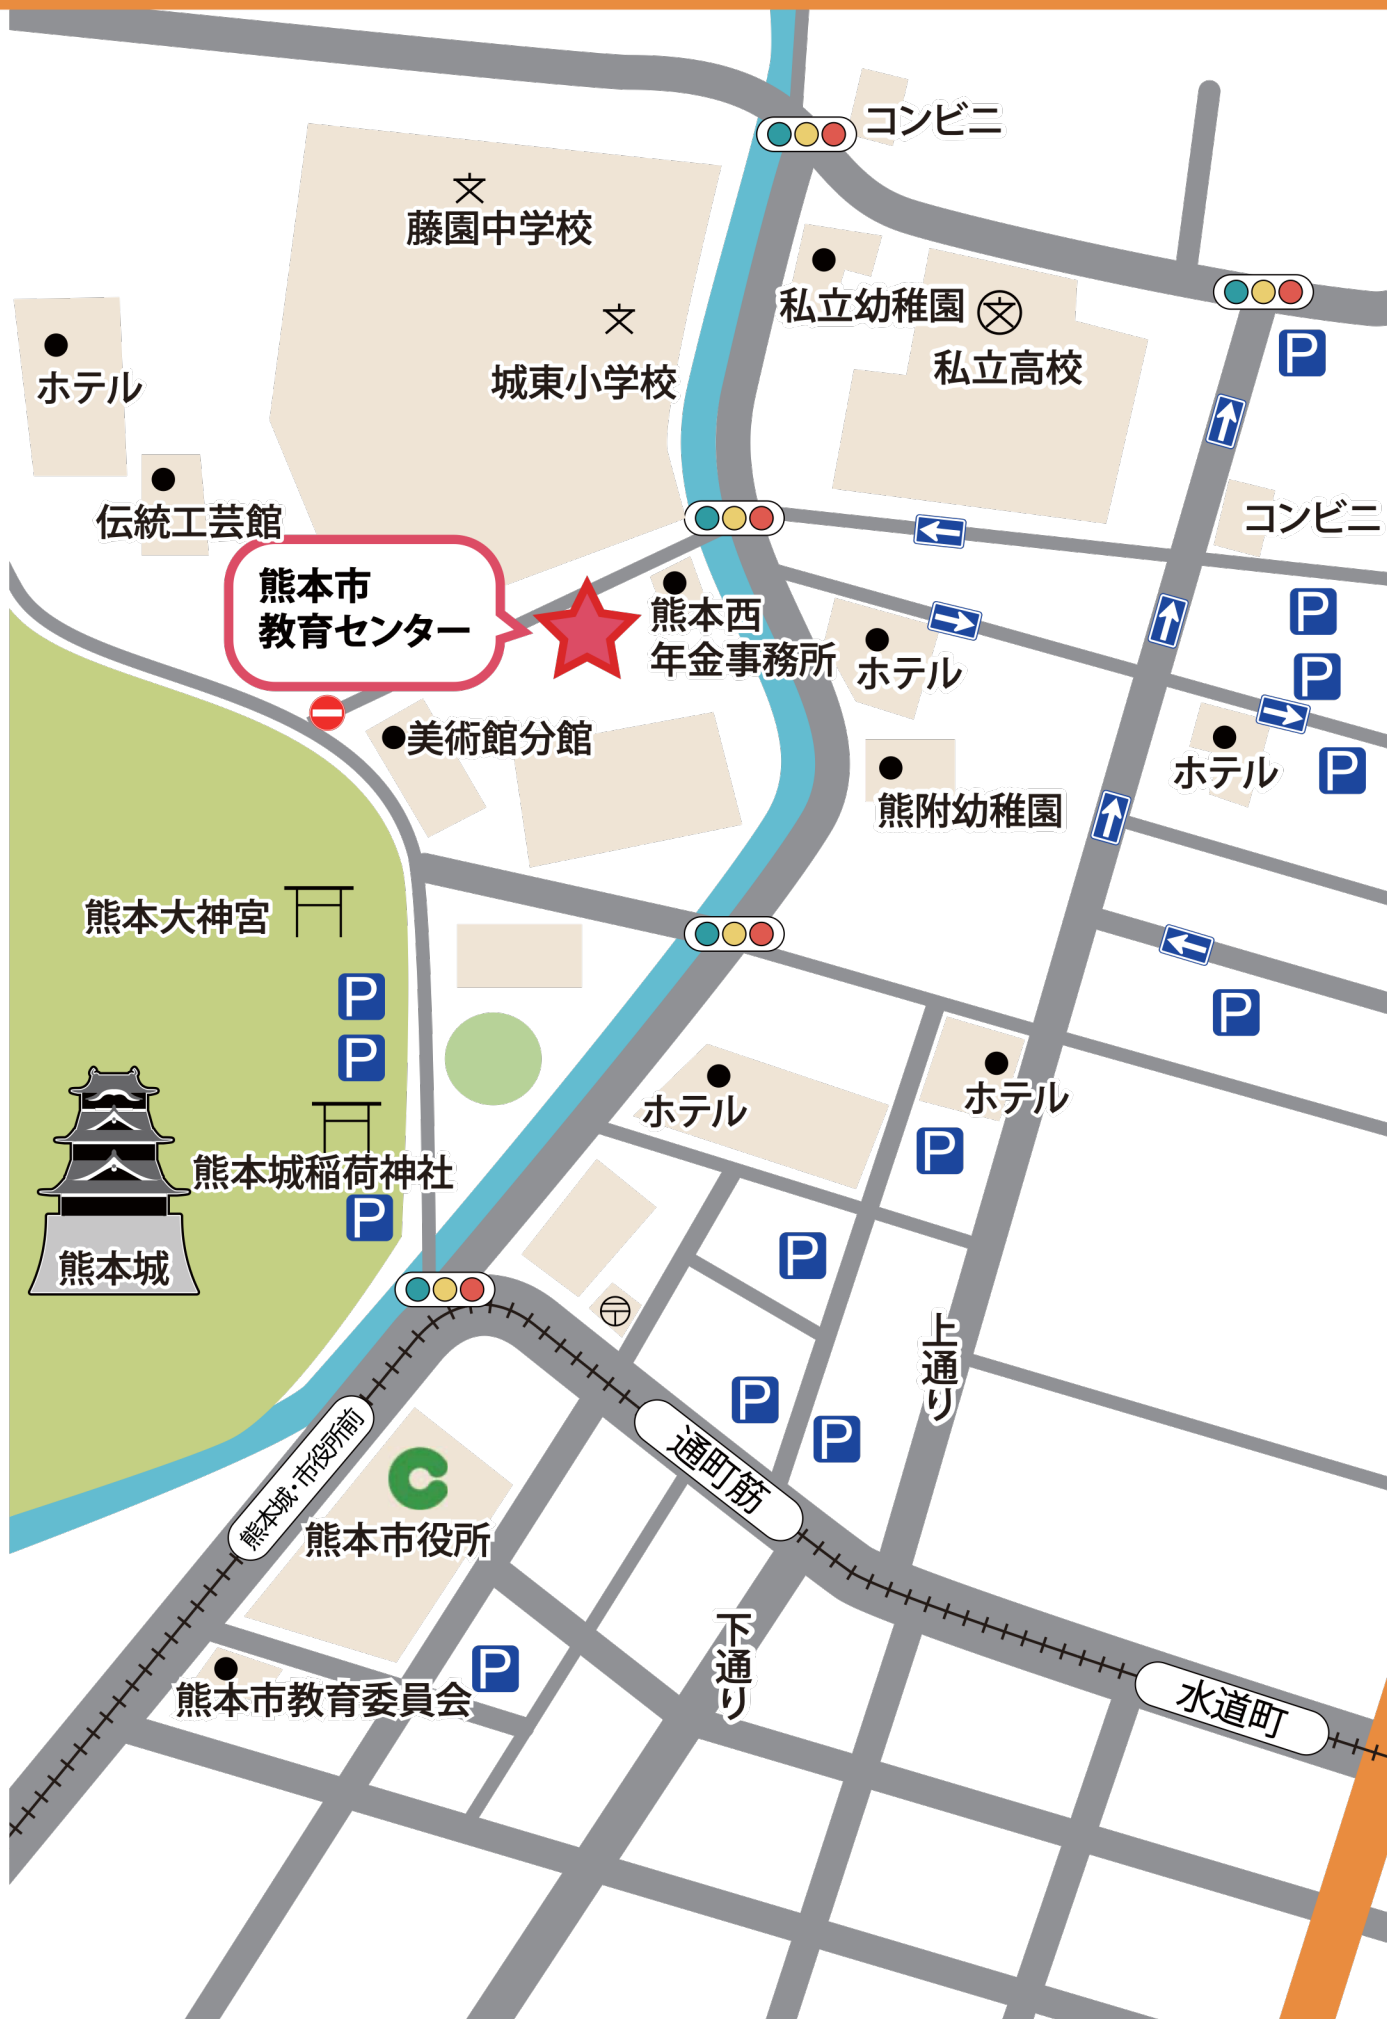 コンビニ
藤園中学校
私立幼稚園
城東小学校
私立高校
P
ホテル
伝統工芸館
コンビニ
熊本市
教育センター
熊本西
年金事務所
ホテル
P
P
美術館分館
ホテル
P
熊附幼稚園
熊本大神宮
P
P
P
ホテル
ホテル
P
熊本城稲荷神社
P
熊本城
P
上通り
P
P
熊本城・市役所前
通町筋
熊本市役所
下通り
P
熊本市教育委員会
水道町